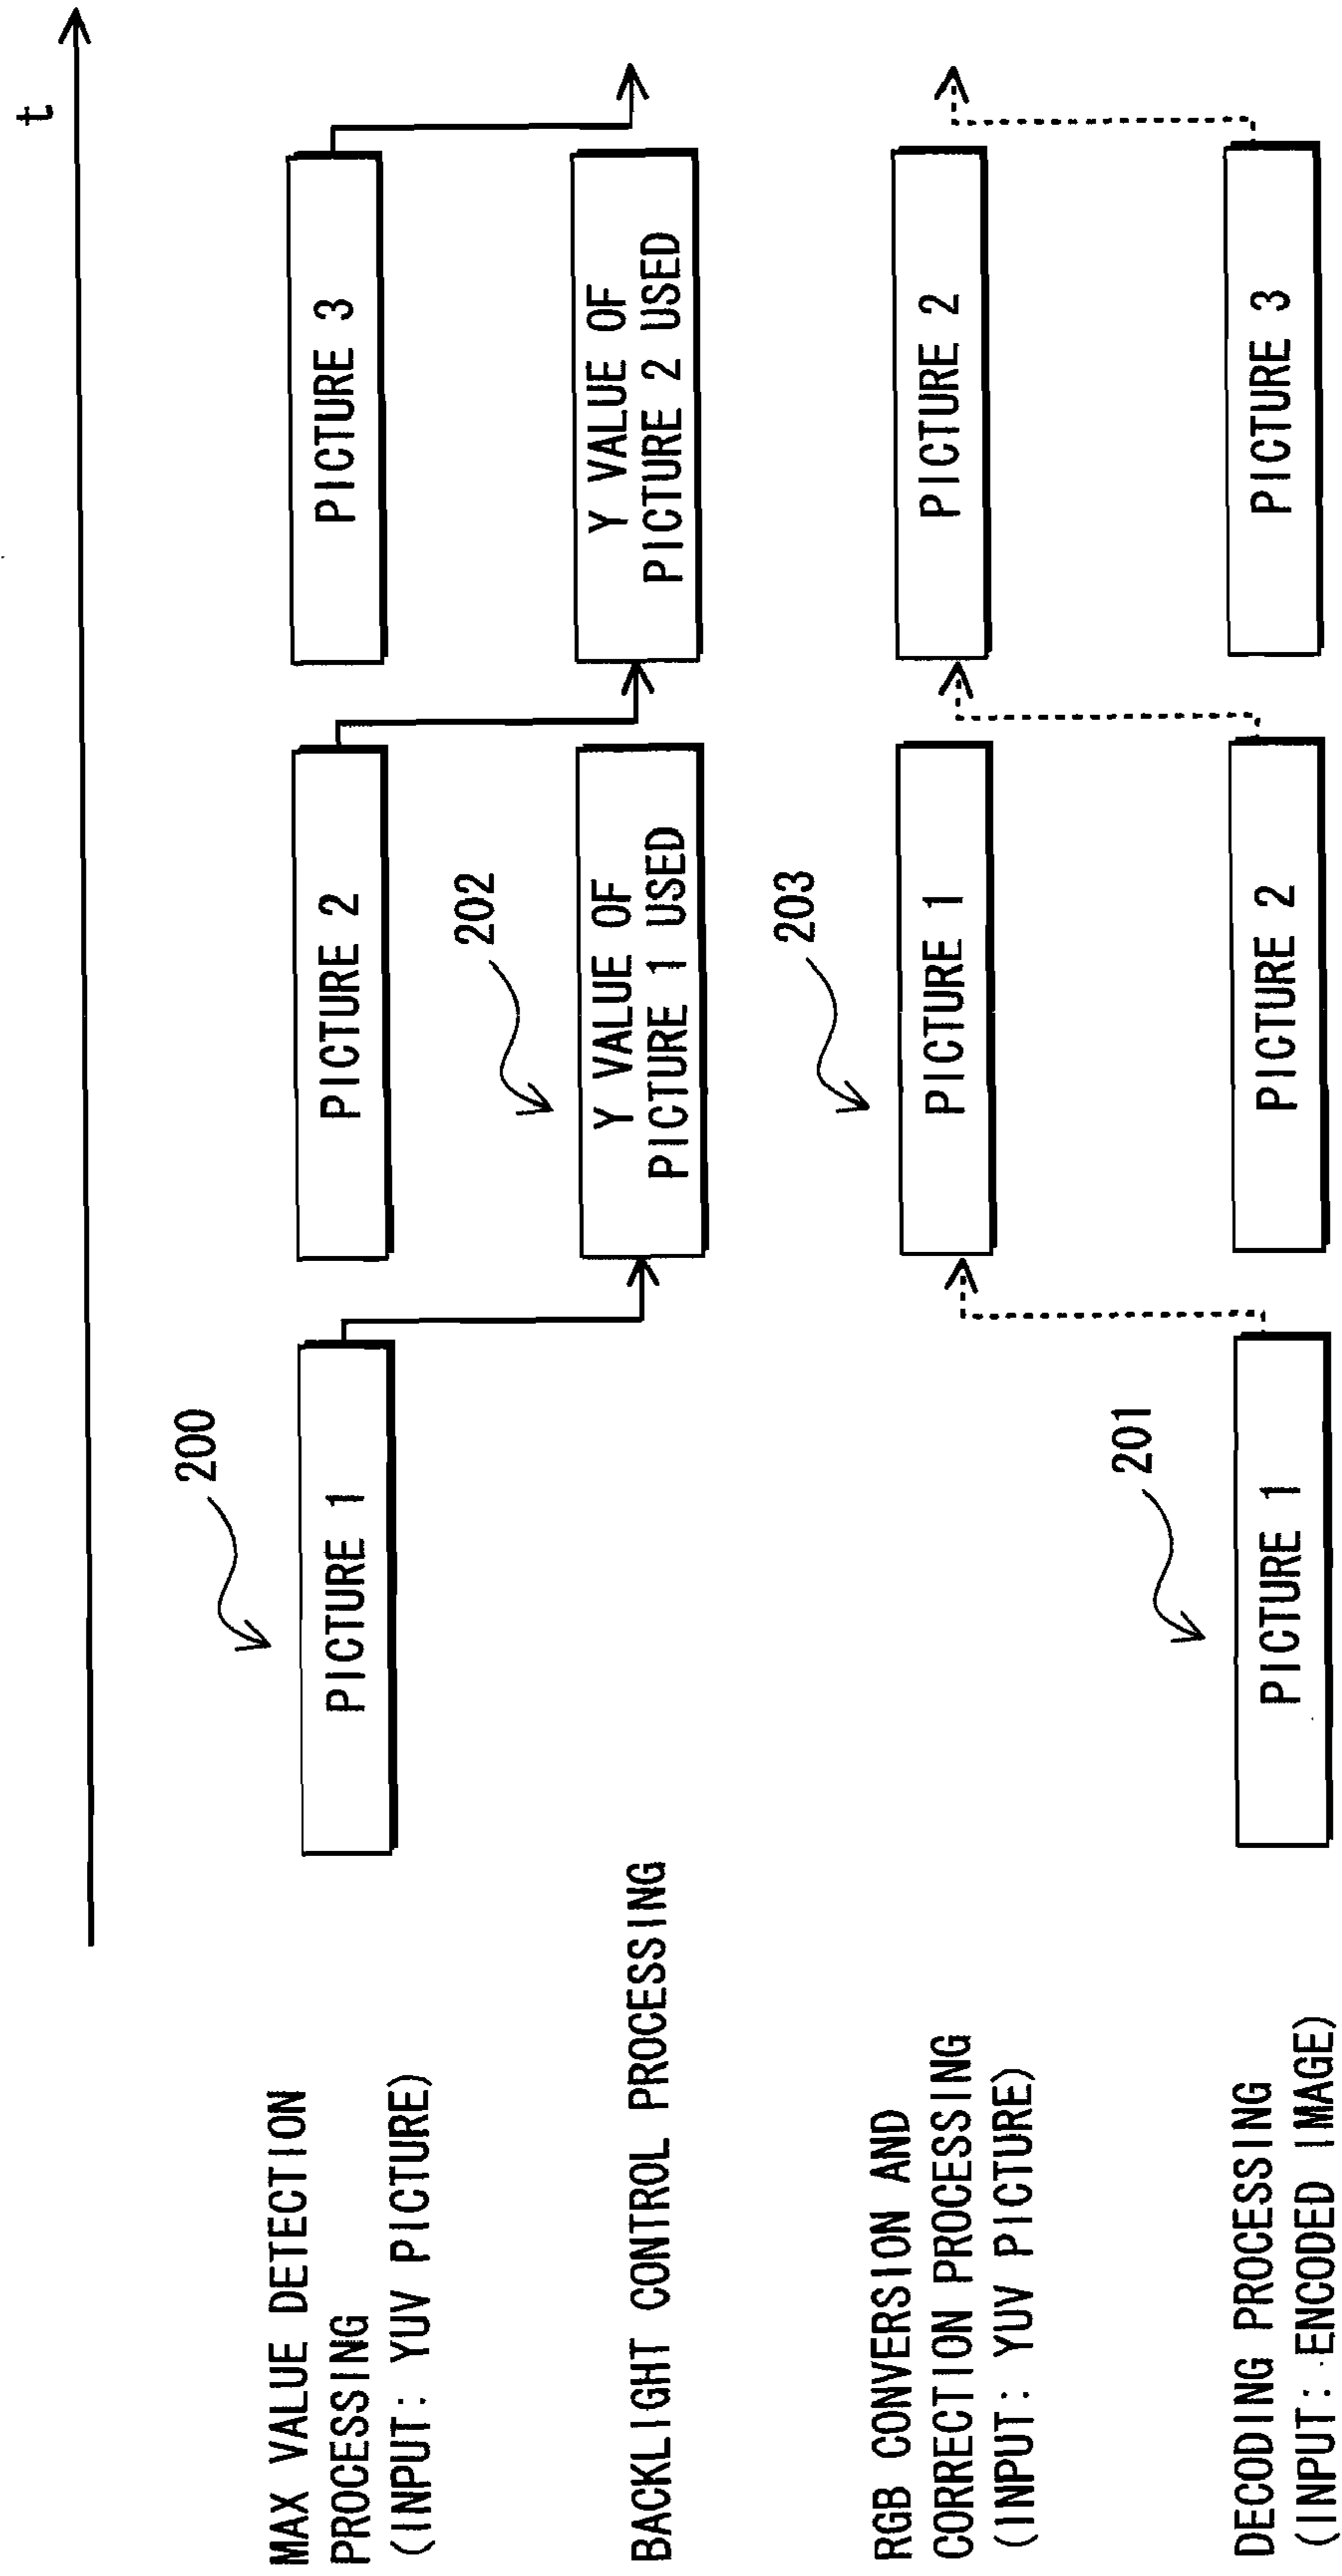 t
MAX VALUE DETECTION
PROCESSING
(INPUT: YUV PICTURE)
200
PICTURE 1
PICTURE 2
PICTURE 3
BACKLIGHT CONTROL PROCESSING
202
Y VALUE OF
PICTURE 1 USED
Y VALUE OF
PICTURE 2 USED
RGB CONVERSION AND
CORRECTION PROCESSING
(INPUT: YUV PICTURE)
203
PICTURE 1
PICTURE 2
DECODING PROCESSING
(INPUT: ENCODED IMAGE)
201
PICTURE 1
PICTURE 2
PICTURE 3